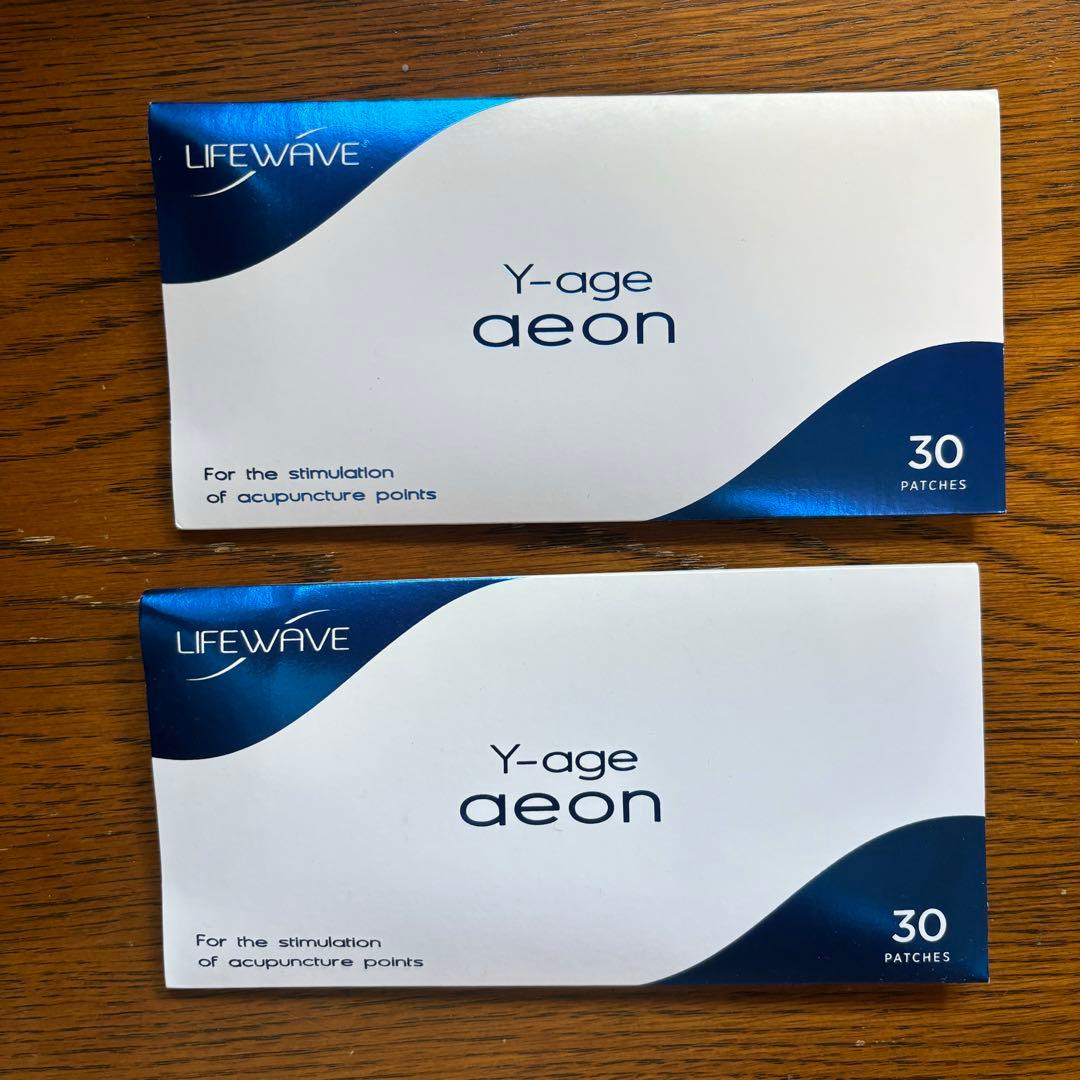 LIFEWAVE
Y-age
aeon
For the stimulation
of acupuncture points
30
PATCHES
LIFEWAVE
Y-age
aeon
For the stimulation
of acupuncture points
30
PATCHES